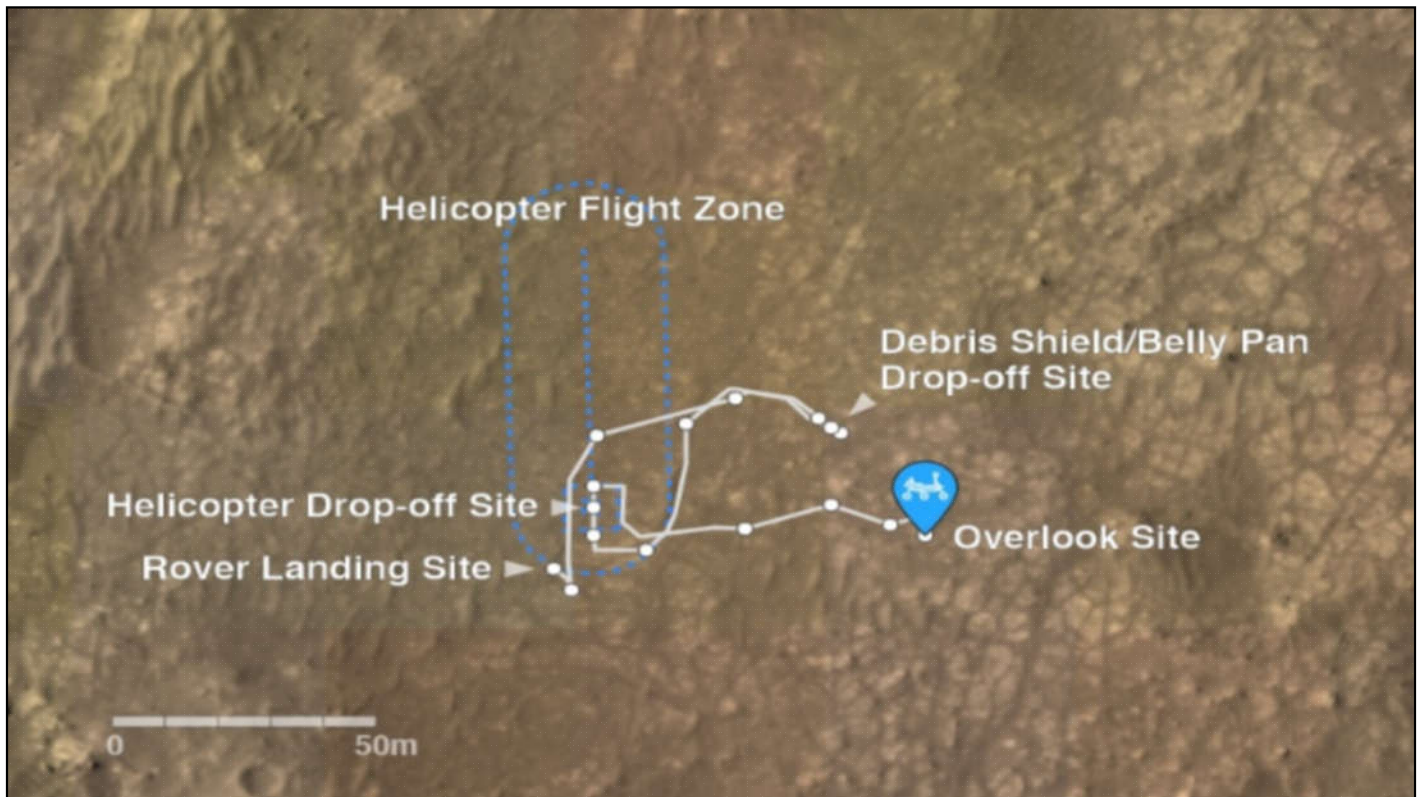 Helicopter Flight Zone
Debris Shield/Belly Pan
Drop-off Site
Helicopter Drop-off Site
Overlook Site
Rover Landing Site
0
50m